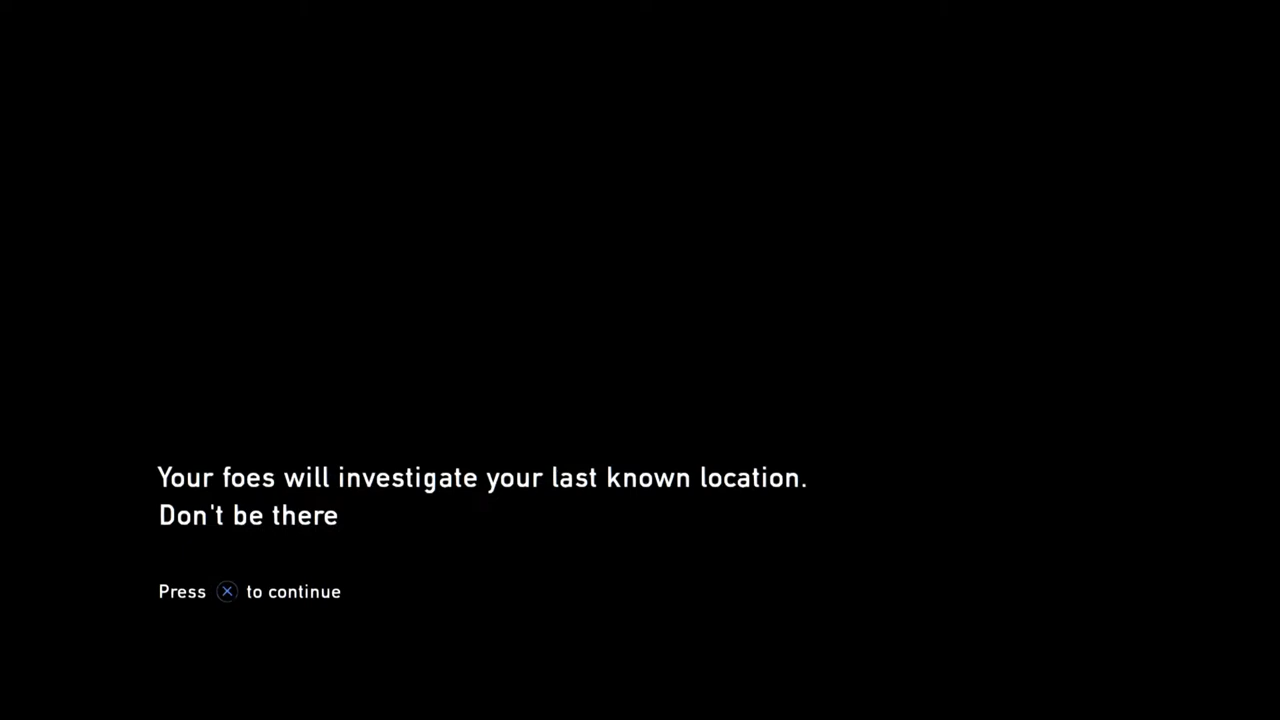 Your foes will investigate your last known location.
Don't be there
Press ⓧ to continue